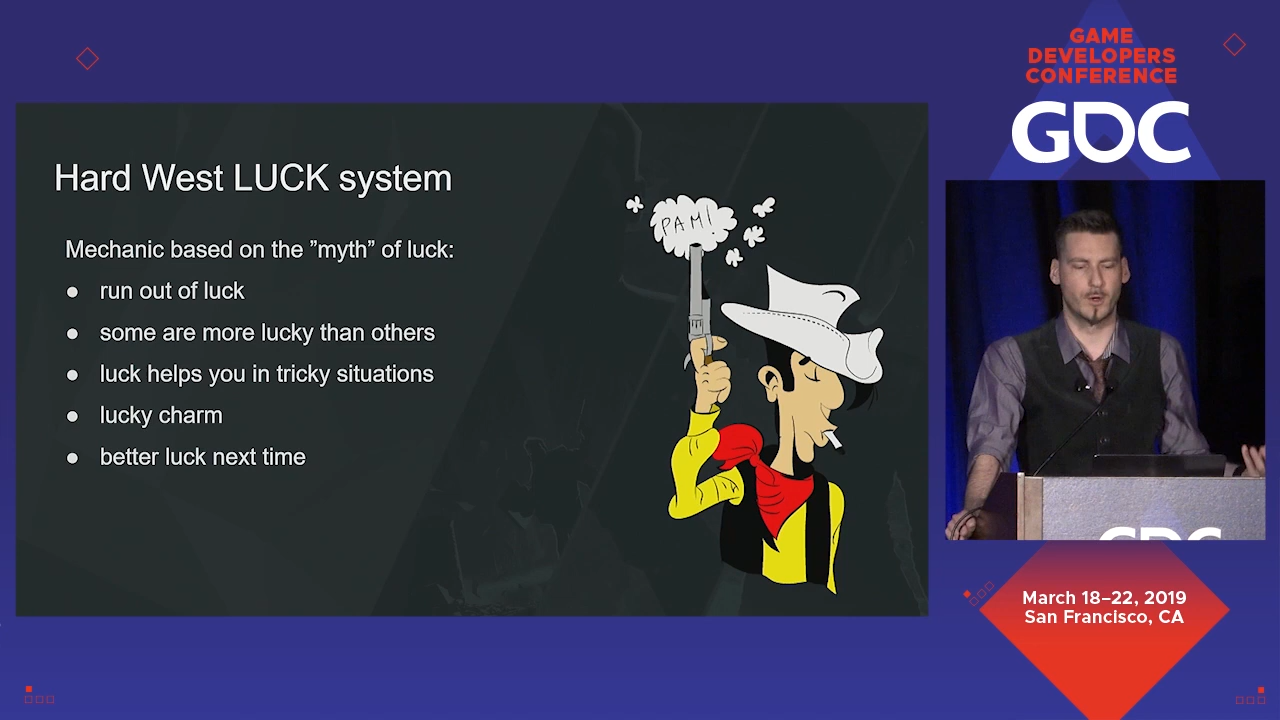 GAME
DEVELOPERS
CONFERENCE
GDC
Hard West LUCK system
Mechanic based on the ”myth” of luck:
● run out of luck
● some are more lucky than others
● luck helps you in tricky situations
● lucky charm
● better luck next time
PAM!
GDC
March 18–22, 2019
San Francisco, CA